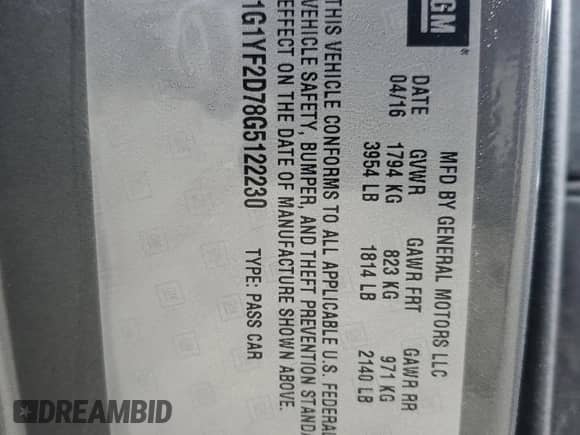 GM
MFD BY GENERAL MOTORS LLC
DATE GVWR GAWR FRT GAWR RR
04/16 1794 KG 823 KG 971 KG
3954 LB 1814 LB 2140 LB
THIS VEHICLE CONFORMS TO ALL APPLICABLE U.S. FEDERAL
VEHICLE SAFETY, BUMPER, AND THEFT PREVENTION STANDA
EFFECT ON THE DATE OF MANUFACTURE SHOWN ABOVE.
1G1YF2D78G5122230 TYPE: PASS CAR
DREAMBID